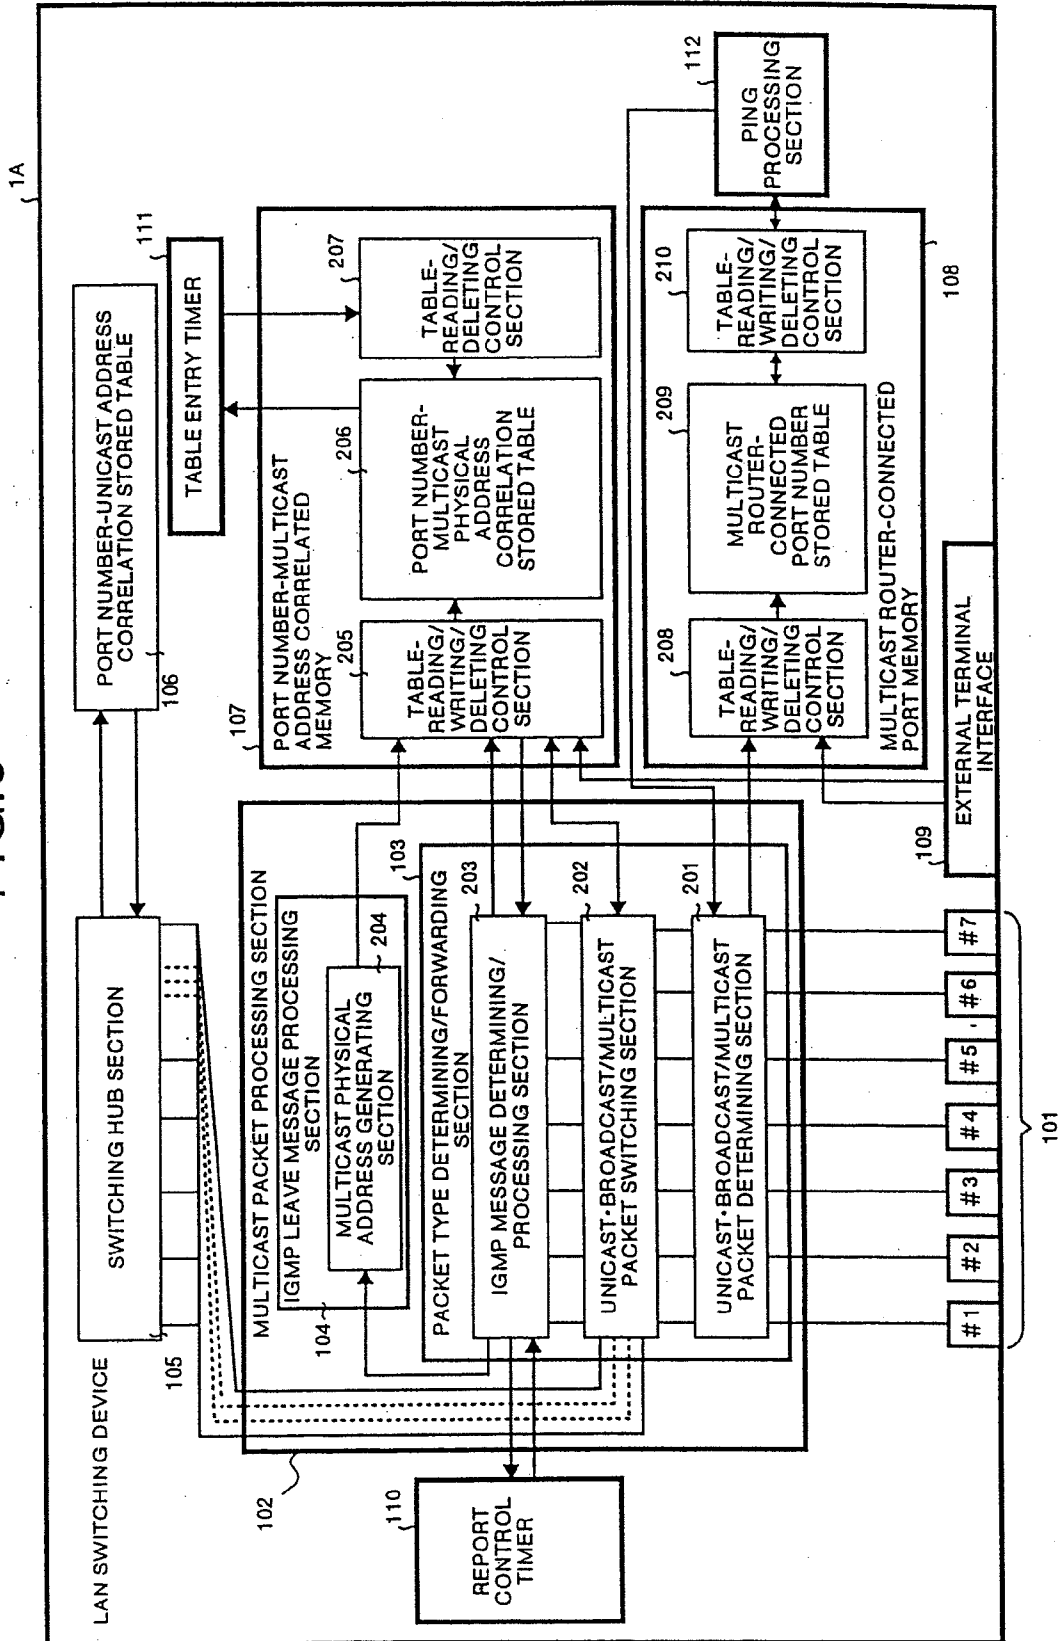 1A
LAN SWITCHING DEVICE
SWITCHING HUB SECTION
105
PORT NUMBER-UNICAST ADDRESS
CORRELATION STORED TABLE
106
TABLE ENTRY TIMER
111
102
MULTICAST PACKET PROCESSING SECTION
IGMP LEAVE MESSAGE PROCESSING
SECTION
104
MULTICAST PHYSICAL
ADDRESS GENERATING
SECTION
204
PACKET TYPE DETERMINING/FORWARDING
SECTION
103
IGMP MESSAGE DETERMINING/
PROCESSING SECTION
203
UNICAST·BROADCAST/MULTICAST
PACKET SWITCHING SECTION
202
UNICAST·BROADCAST/MULTICAST
PACKET DETERMINING SECTION
201
107
PORT NUMBER-MULTICAST
ADDRESS CORRELATED
MEMORY
205
TABLE-
READING/
WRITING/
DELETING
CONTROL
SECTION
206
PORT NUMBER-
MULTICAST
PHYSICAL
ADDRESS
CORRELATION
STORED TABLE
207
TABLE-
READING/
DELETING
CONTROL
SECTION
208
TABLE-
READING/
WRITING/
DELETING
CONTROL
SECTION
209
MULTICAST
ROUTER-
CONNECTED
PORT NUMBER
STORED TABLE
210
TABLE-
READING/
WRITING/
DELETING
CONTROL
SECTION
MULTICAST ROUTER-CONNECTED
PORT MEMORY
108
112
PING
PROCESSING
SECTION
110
REPORT
CONTROL
TIMER
109
EXTERNAL TERMINAL
INTERFACE
#1
#2
#3
#4
#5
#6
#7
101